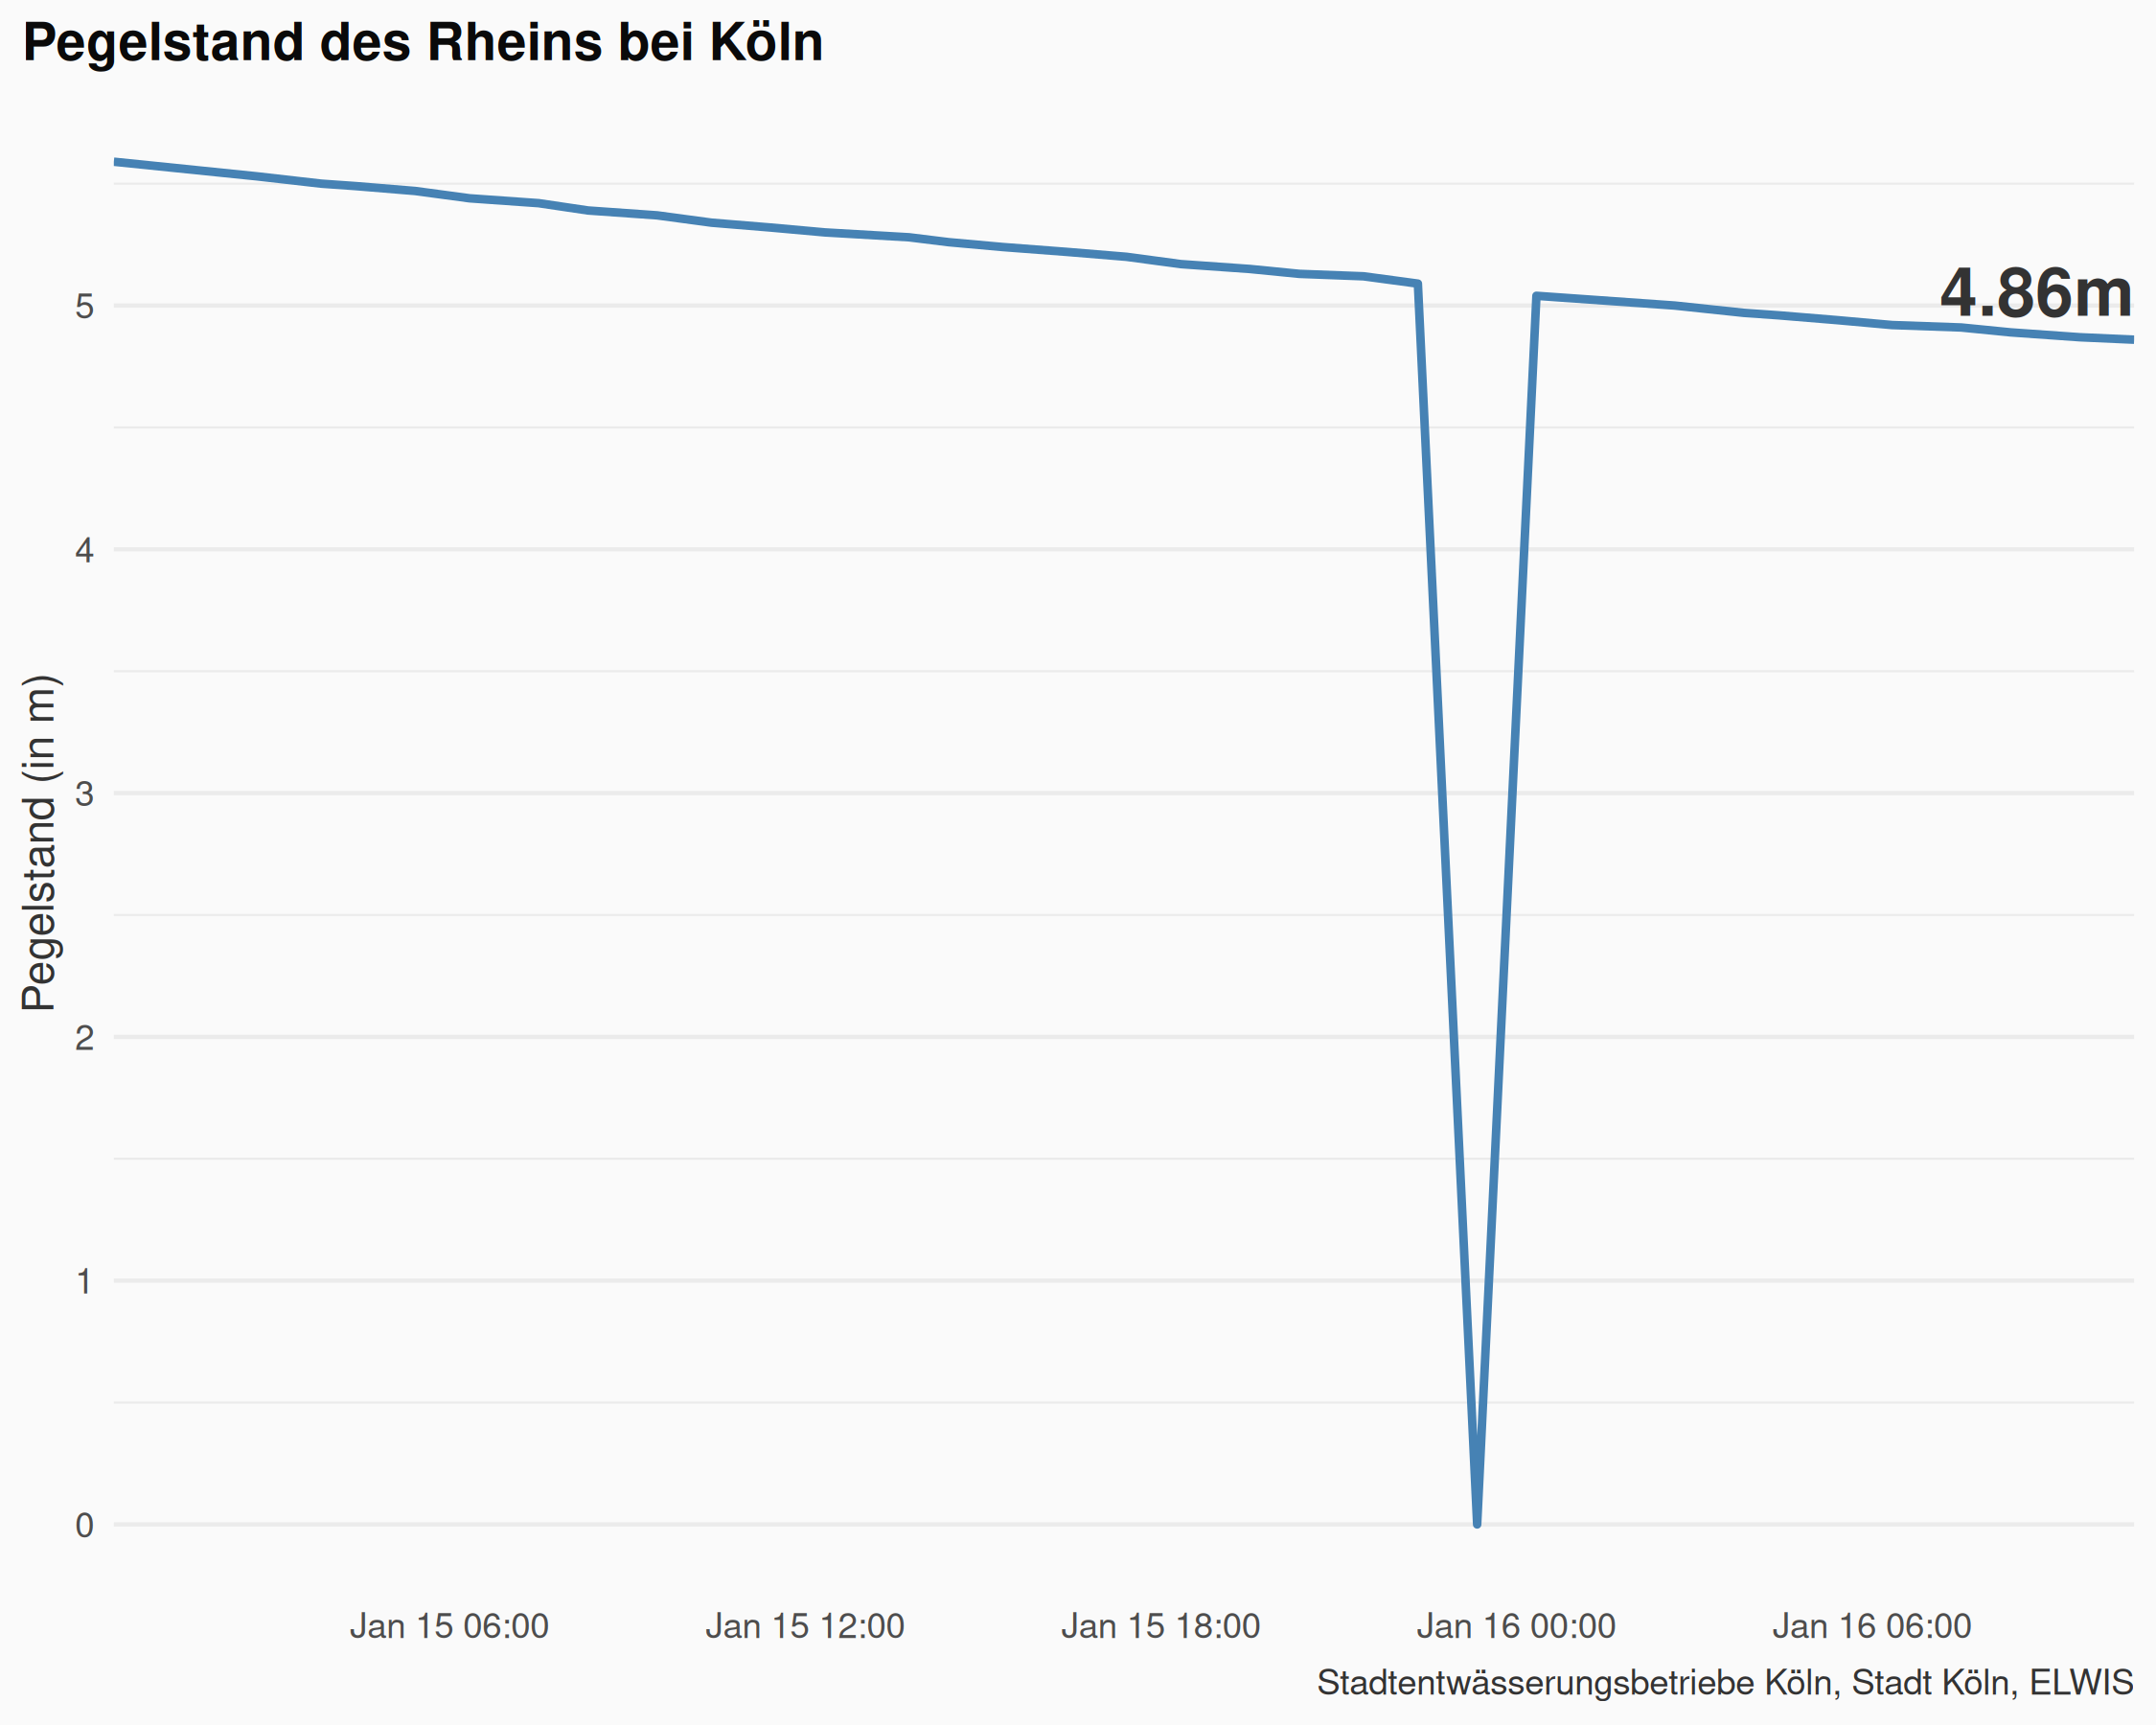 Pegelstand des Rheins bei Köln
4.86m
Pegelstand (in m)
5
4
3
2
1
0
Jan 15 06:00
Jan 15 12:00
Jan 15 18:00
Jan 16 00:00
Jan 16 06:00
Stadtentwässerungsbetriebe Köln, Stadt Köln, ELWIS